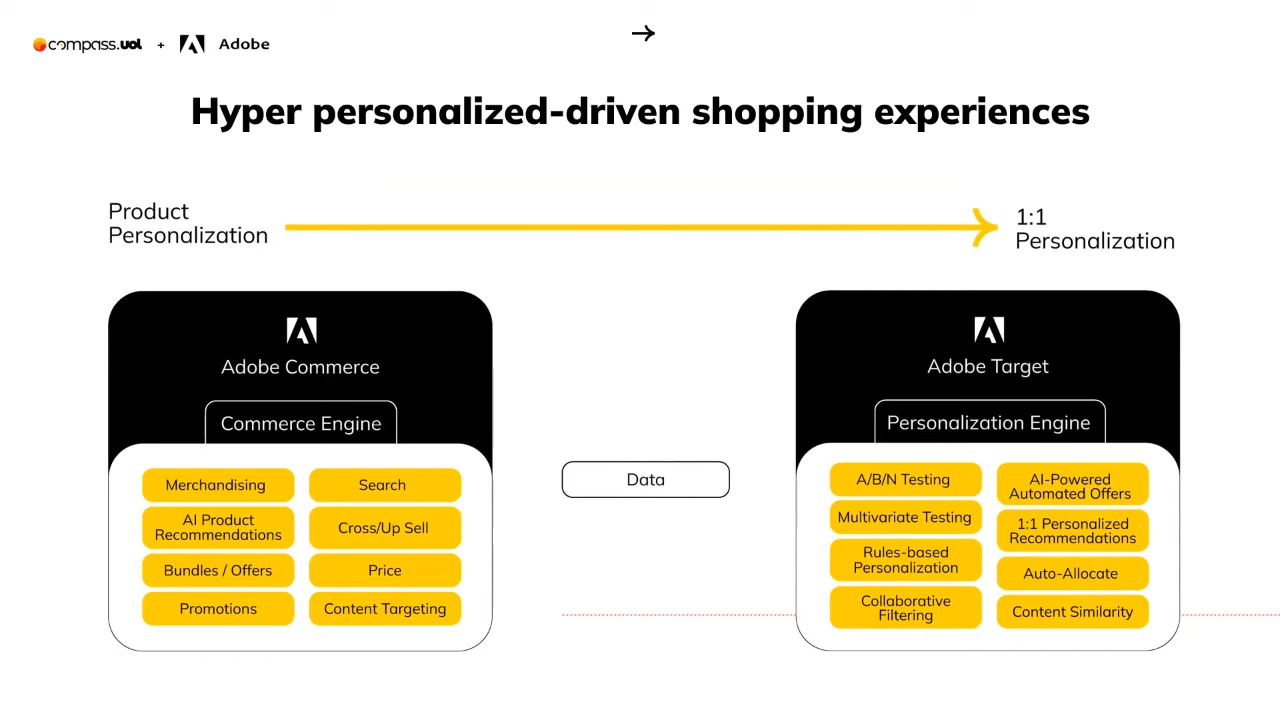 compass.uol + Adobe
→
Hyper personalized-driven shopping experiences
Product
Personalization
1:1
Personalization
Adobe Commerce
Commerce Engine
Merchandising
Search
AI Product
Recommendations
Cross/Up Sell
Bundles / Offers
Price
Promotions
Content Targeting
Data
Adobe Target
Personalization Engine
A/B/N Testing
AI-Powered
Automated Offers
Multivariate Testing
1:1 Personalized
Recommendations
Rules-based
Personalization
Auto-Allocate
Collaborative
Filtering
Content Similarity